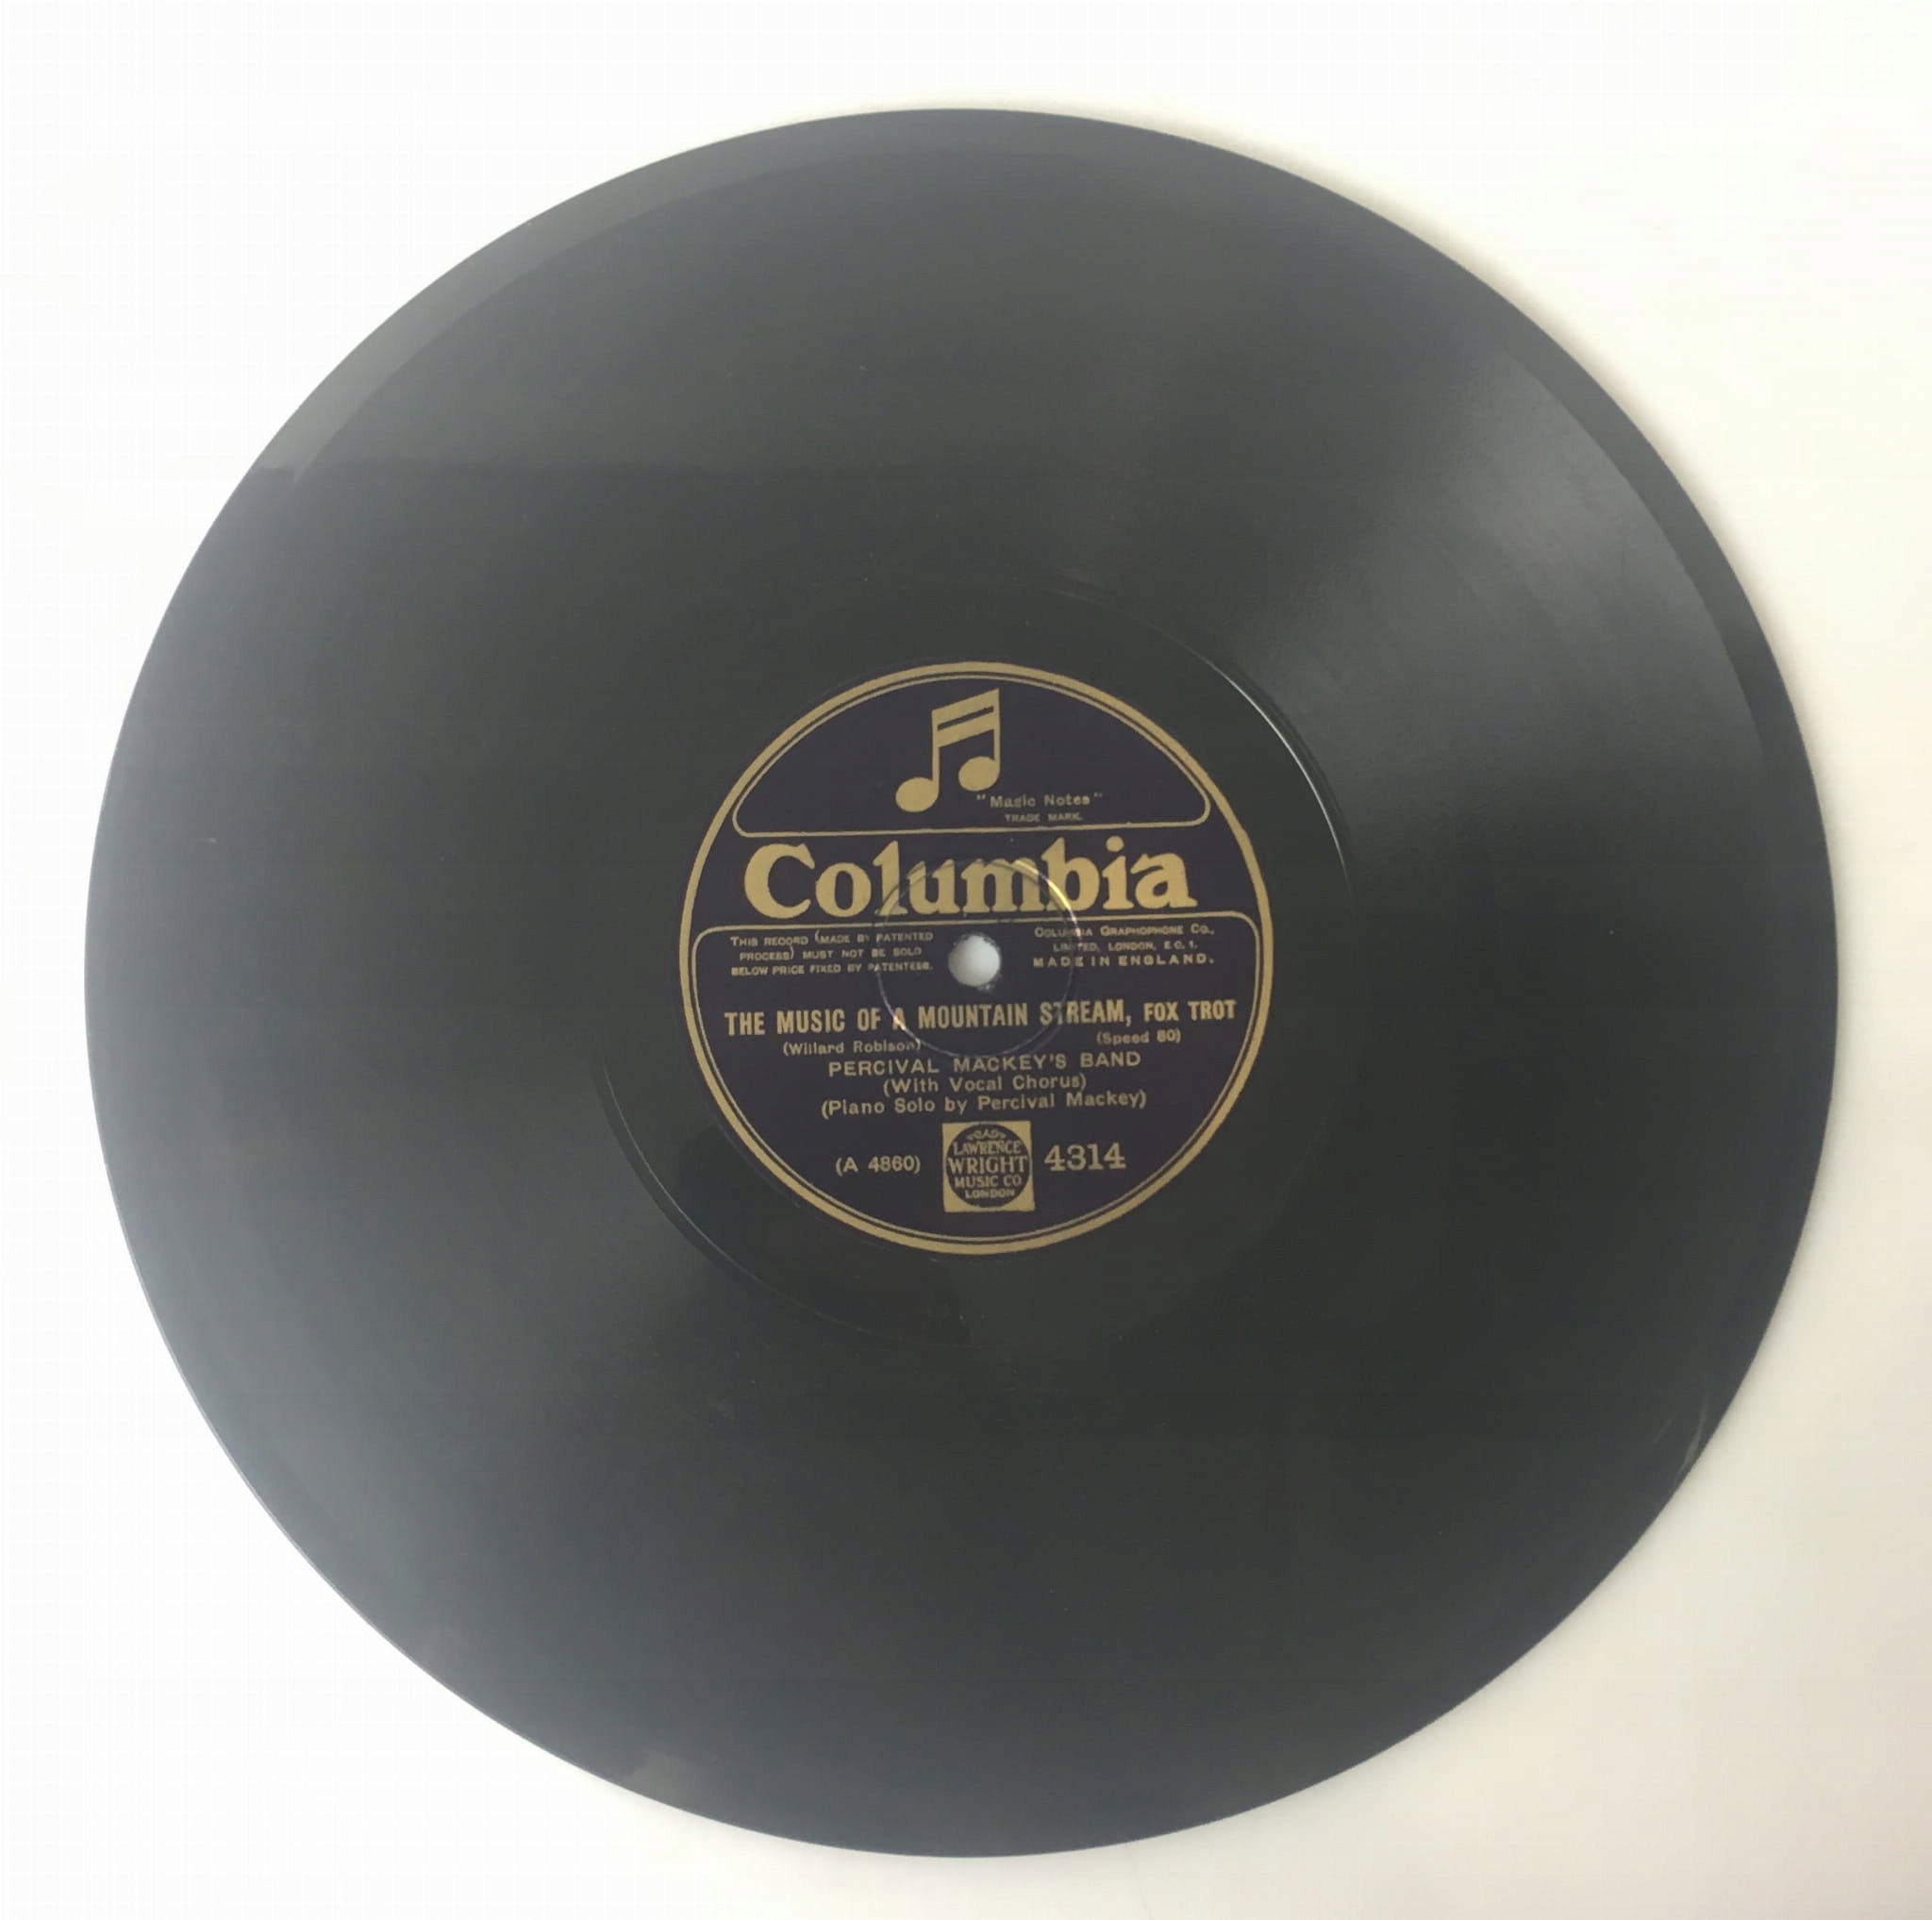 "Magic Notes"
TRADE MARK.
Columbia
THIS RECORD (MADE BY PATENTED
PROCESS) MUST NOT BE SOLD
BELOW PRICE FIXED BY PATENTEES.
COLUMBIA GRAPHOPHONE CO.,
LIMITED, LONDON, E.C.1.
MADE IN ENGLAND.
THE MUSIC OF A MOUNTAIN STREAM, FOX TROT
(Willard Robison) (Speed 80)
PERCIVAL MACKEY'S BAND
(With Vocal Chorus)
(Piano Solo by Percival Mackey)
(A 4860) 4314
LAWRENCE
WRIGHT
MUSIC CO
LONDON